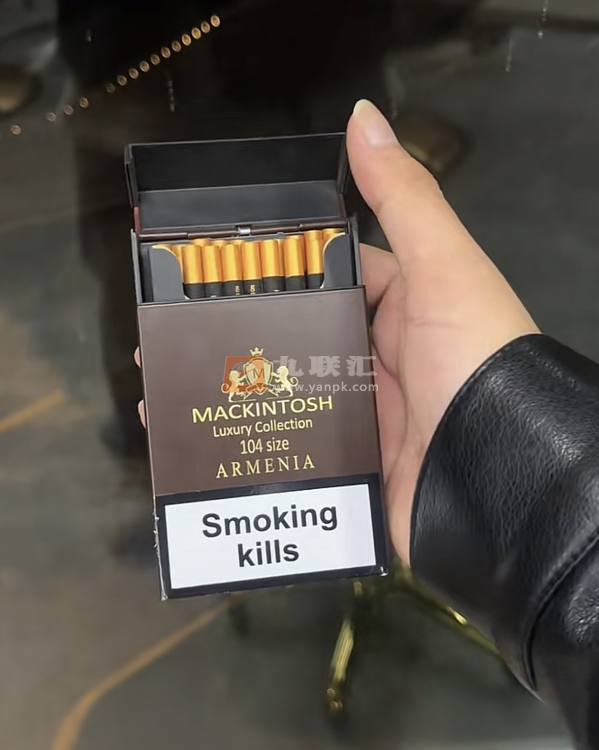 九联汇
www.yanpk.com
M
MACKINTOSH
Luxury Collection
104 size
ARMENIA
Smoking
kills